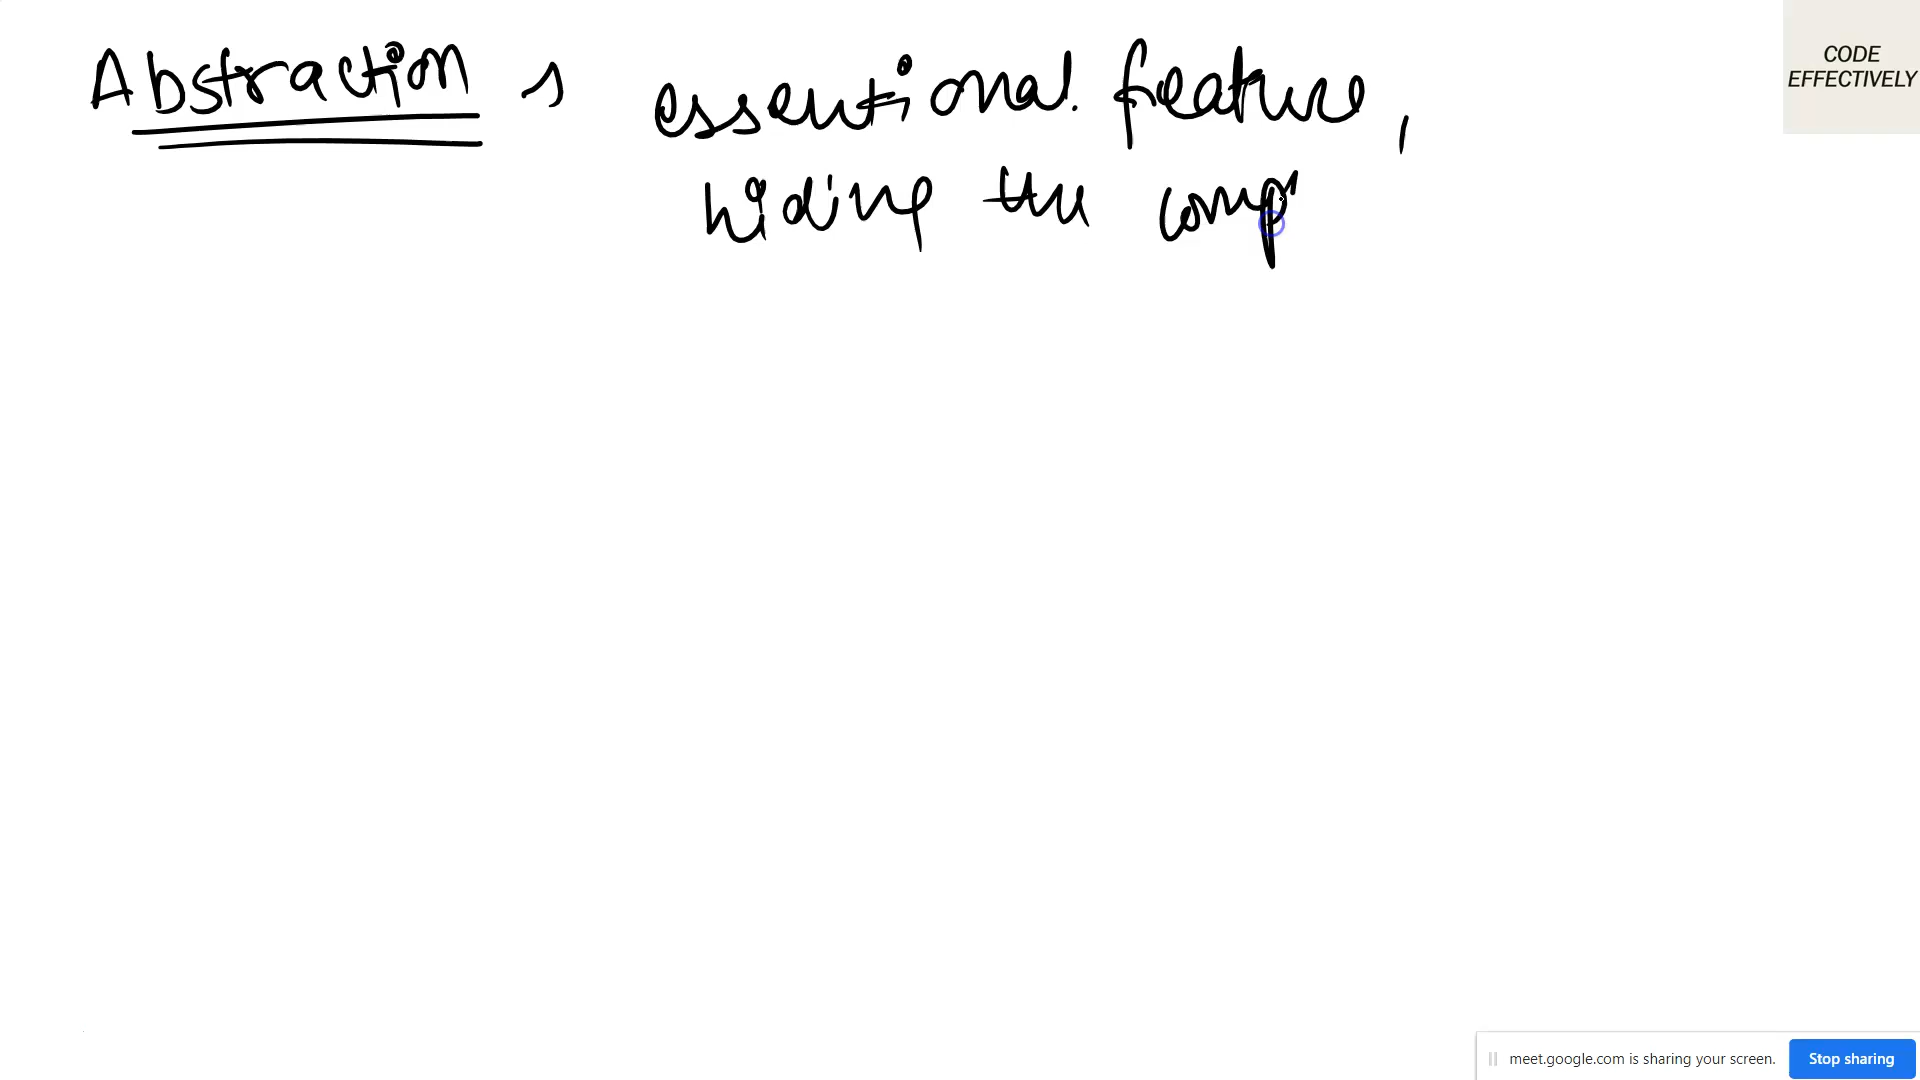 Abstraction → essentional feature,
hiding the comp
CODE
EFFECTIVELY
meet.google.com is sharing your screen.
Stop sharing